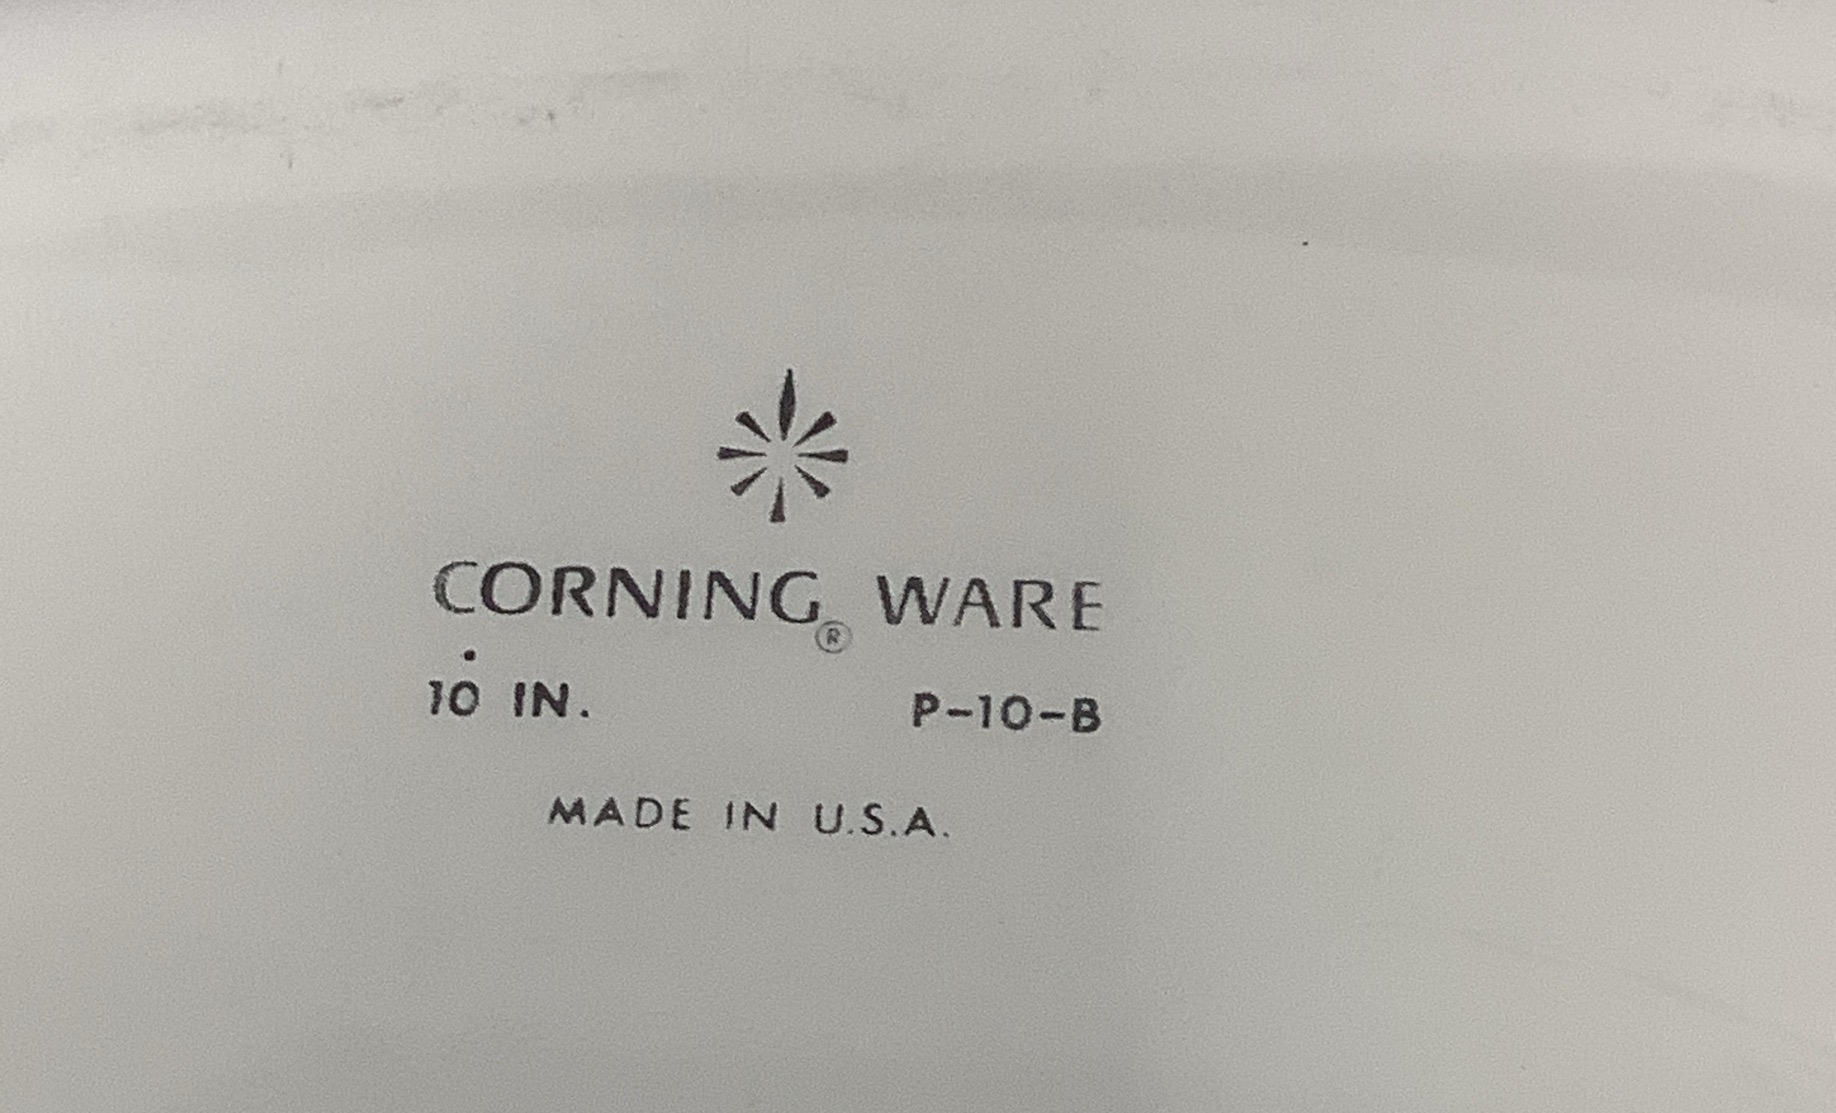 CORNING® WARE
10 IN. P-10-B
MADE IN U.S.A.